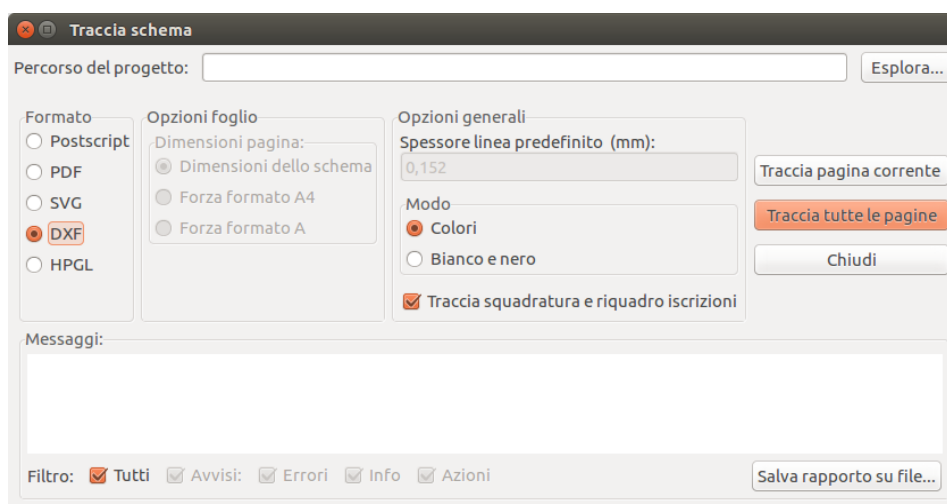 Traccia schema
Percorso del progetto:
Esplora...
Formato
Postscript
PDF
SVG
DXF
HPGL
Opzioni foglio
Dimensioni pagina:
Dimensioni dello schema
Forza formato A4
Forza formato A
Opzioni generali
Spessore linea predefinito (mm):
0,152
Modo
Colori
Bianco e nero
Traccia squadratura e riquadro iscrizioni
Traccia pagina corrente
Traccia tutte le pagine
Chiudi
Messaggi:
Filtro: Tutti Avvisi: Errori Info Azioni
Salva rapporto su file...